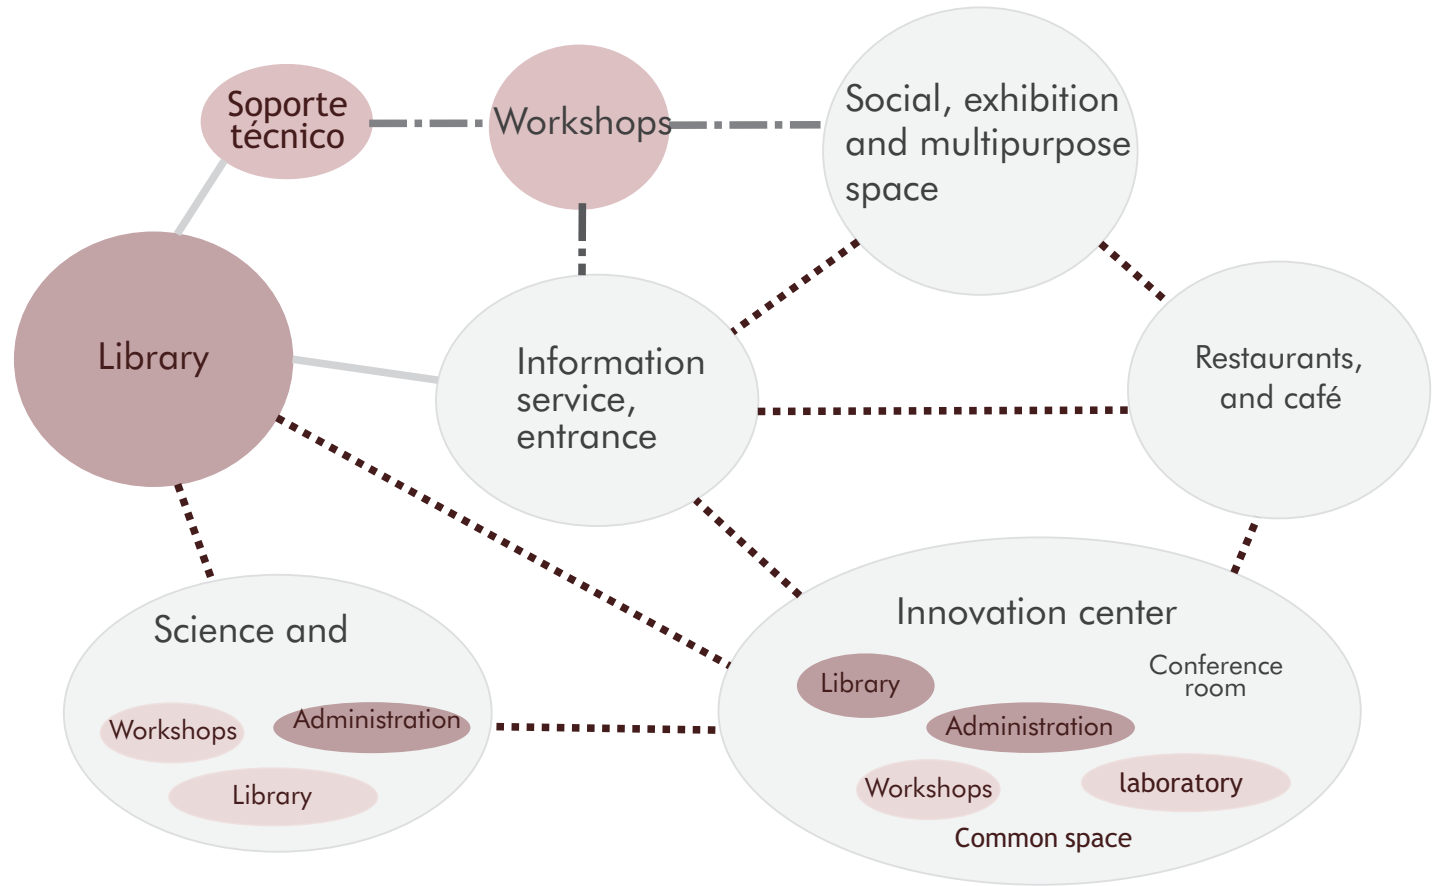 Soporte
técnico
Workshops
Social, exhibition
and multipurpose
space
Library
Information
service,
entrance
Restaurants,
and café
Science and
Workshops
Administration
Library
Innovation center
Library
Conference
room
Administration
Workshops
laboratory
Common space